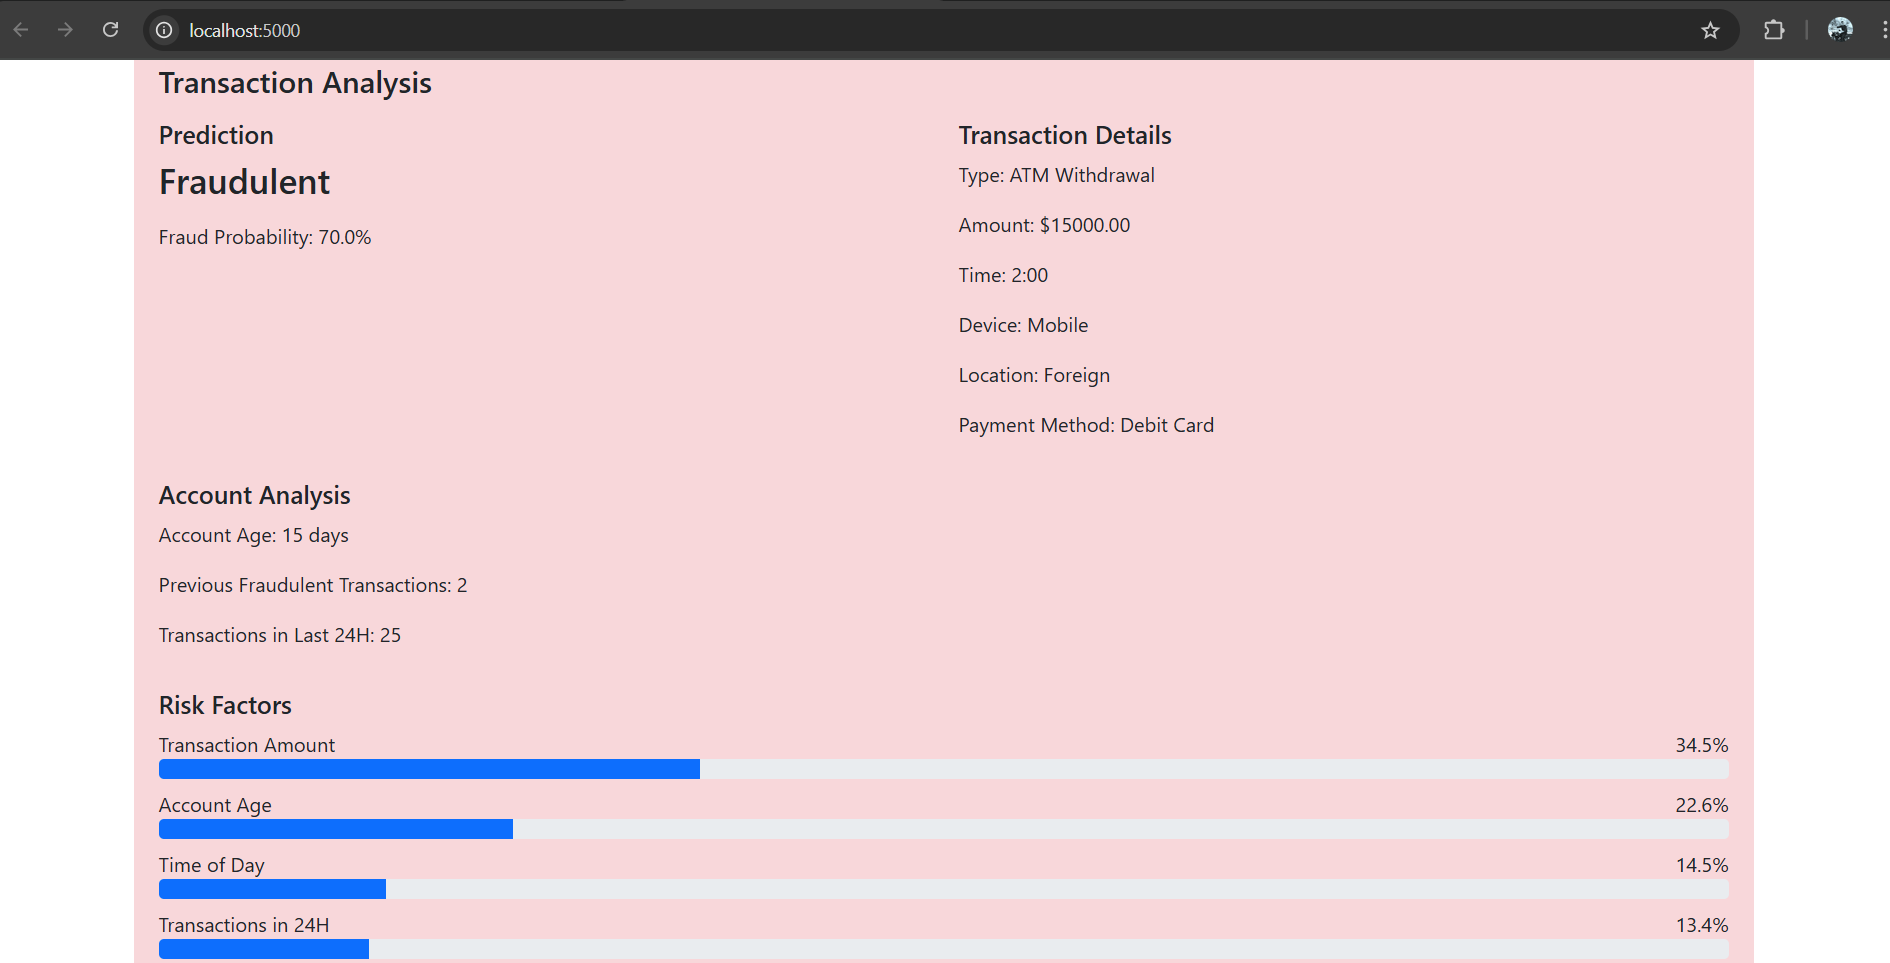 localhost:5000
Transaction Analysis
Prediction
Fraudulent
Fraud Probability: 70.0%
Transaction Details
Type: ATM Withdrawal
Amount: $15000.00
Time: 2:00
Device: Mobile
Location: Foreign
Payment Method: Debit Card
Account Analysis
Account Age: 15 days
Previous Fraudulent Transactions: 2
Transactions in Last 24H: 25
Risk Factors
Transaction Amount 34.5%
Account Age 22.6%
Time of Day 14.5%
Transactions in 24H 13.4%